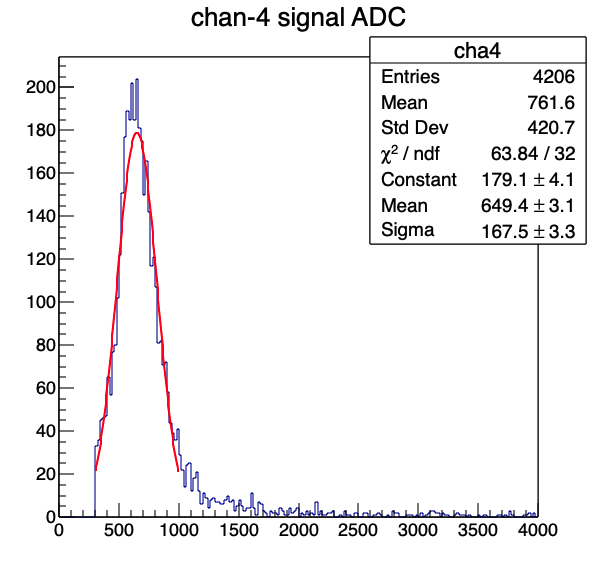 chan-4 signal ADC
cha4
Entries 4206
Mean 761.6
Std Dev 420.7
χ² / ndf 63.84 / 32
Constant 179.1 ± 4.1
Mean 649.4 ± 3.1
Sigma 167.5 ± 3.3
200
180
160
140
120
100
80
60
40
20
0
0 500 1000 1500 2000 2500 3000 3500 4000